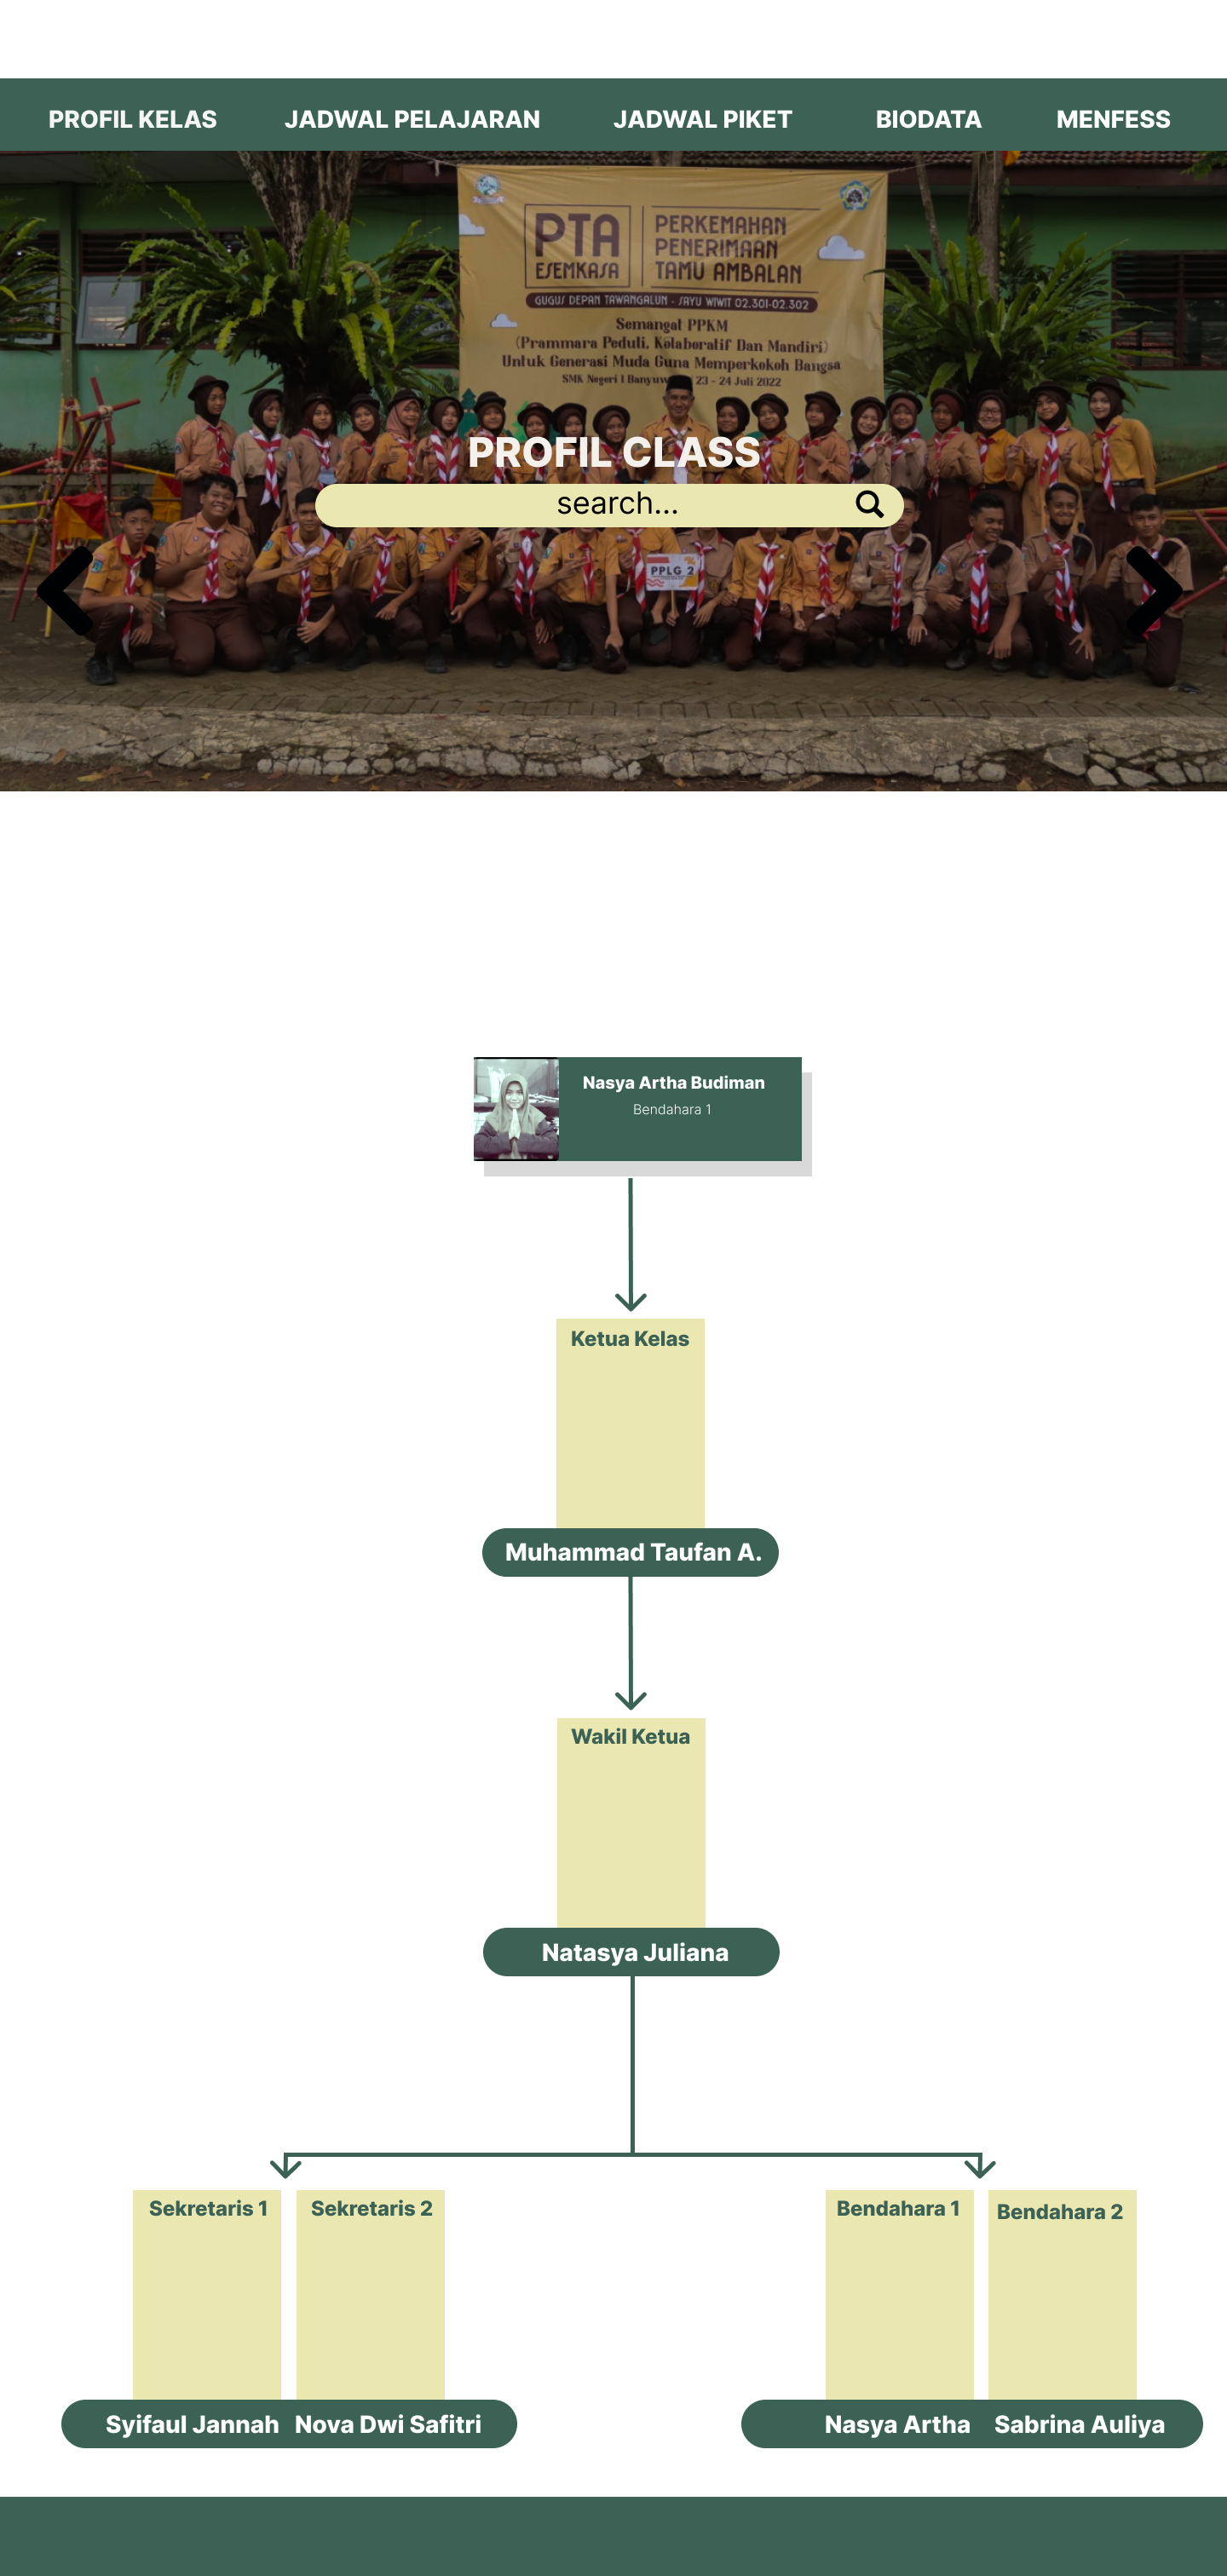 PROFIL KELAS JADWAL PELAJARAN JADWAL PIKET BIODATA MENFESS
PTA
ESEMKASA
PERKEMAHAN
PENERIMAAN
TAMU AMBALAN
GUGUS DEPAN TAWANGALUN - SAYU WIWIT 02.301-02.302
Semangat PPKM
(Prammara Peduli, Kolaboratif Dan Mandiri)
Untuk Generasi Muda Guna Memperkokoh Bangsa
SMK Negeri 1 Banyuw 23 - 24 Juli 2022
PROFIL CLASS
search...
PPLG 2
Nasya Artha Budiman
Bendahara 1
Ketua Kelas
Muhammad Taufan A.
Wakil Ketua
Natasya Juliana
Sekretaris 1 Sekretaris 2 Bendahara 1 Bendahara 2
Syifaul Jannah Nova Dwi Safitri Nasya Artha Sabrina Auliya